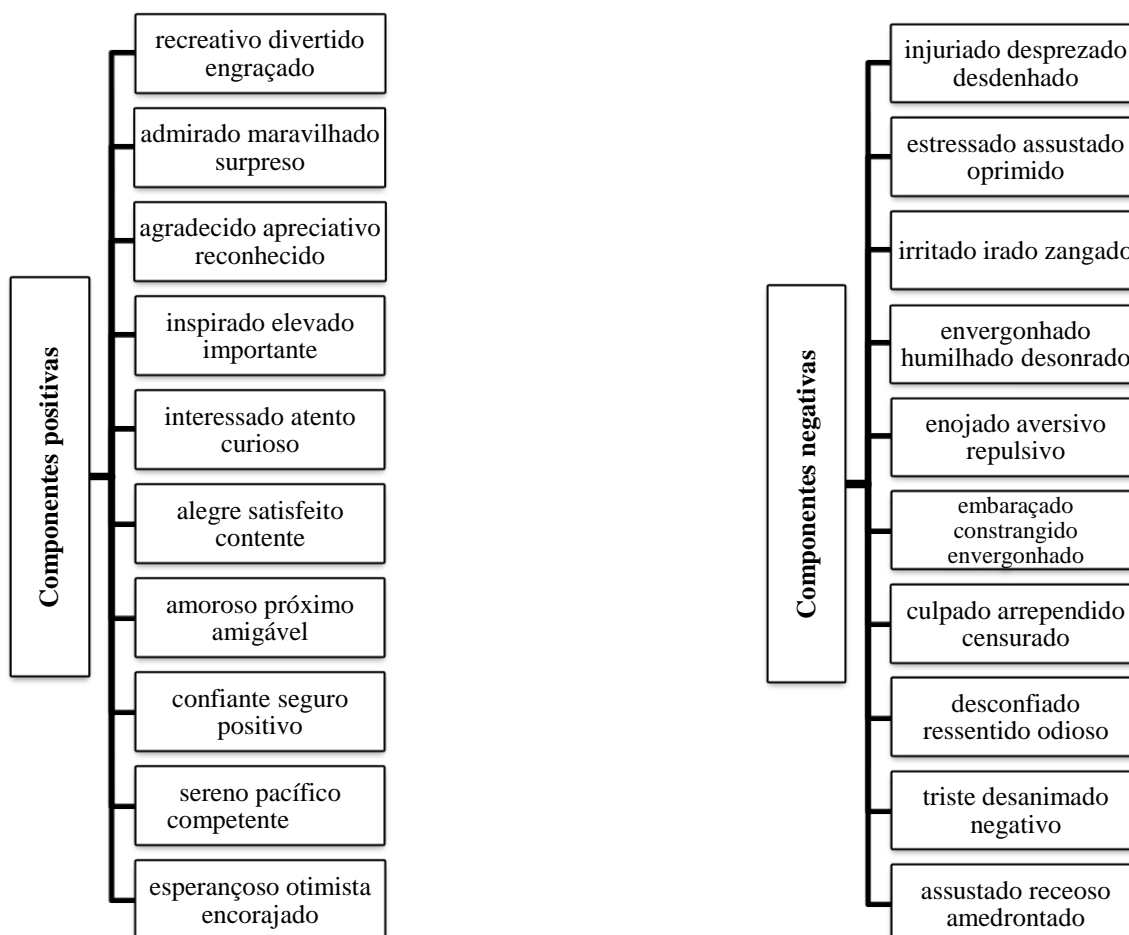 Componentes positivas
recreativo divertido
engraçado
admirado maravilhado
surpreso
agradecido apreciativo
reconhecido
inspirado elevado
importante
interessado atento
curioso
alegre satisfeito
contente
amoroso próximo
amigável
confiante seguro
positivo
sereno pacífico
competente
esperançoso otimista
encorajado
Componentes negativas
injuriado desprezado
desdenhado
estressado assustado
oprimido
irritado irado zangado
envergonhado
humilhado desonrado
enojado aversivo
repulsivo
embaraçado
constrangido
envergonhado
culpado arrependido
censurado
desconfiado
ressentido odioso
triste desanimado
negativo
assustado receoso
amedrontado